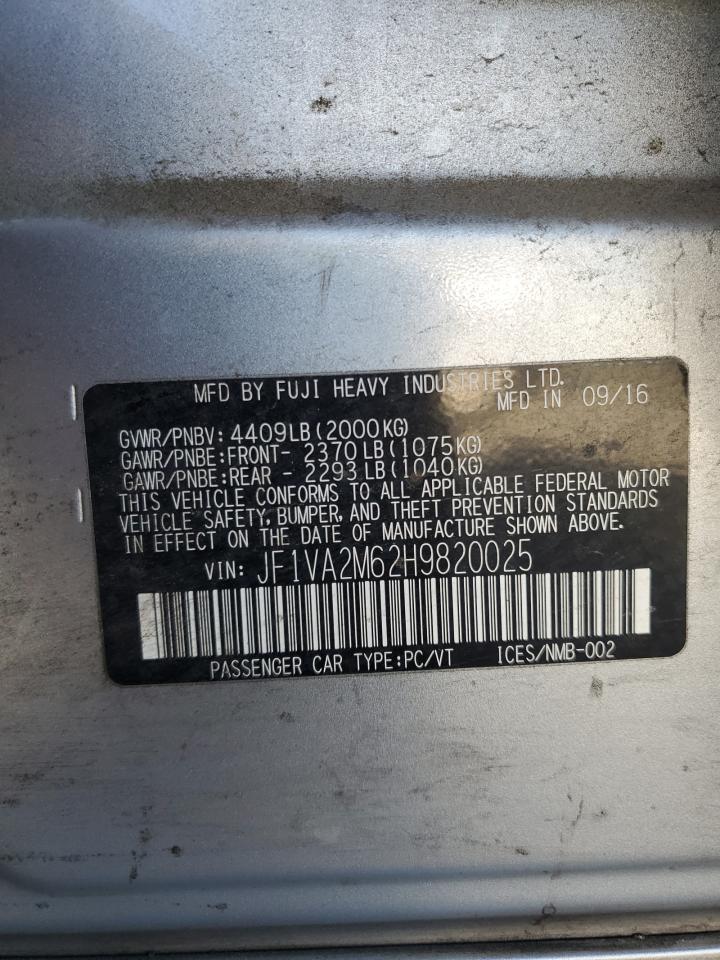 MFD BY FUJI HEAVY INDUSTRIES LTD.
MFD IN 09/16
GVWR/PNBV: 4409LB(2000KG)
GAWR/PNBE:FRONT- 2370LB(1075KG)
GAWR/PNBE:REAR - 2293LB(1040KG)
THIS VEHICLE CONFORMS TO ALL APPLICABLE FEDERAL MOTOR
VEHICLE SAFETY, BUMPER, AND THEFT PREVENTION STANDARDS
IN EFFECT ON THE DATE OF MANUFACTURE SHOWN ABOVE.
VIN: JF1VA2M62H9820025
PASSENGER CAR TYPE:PC/VT ICES/NMB-002